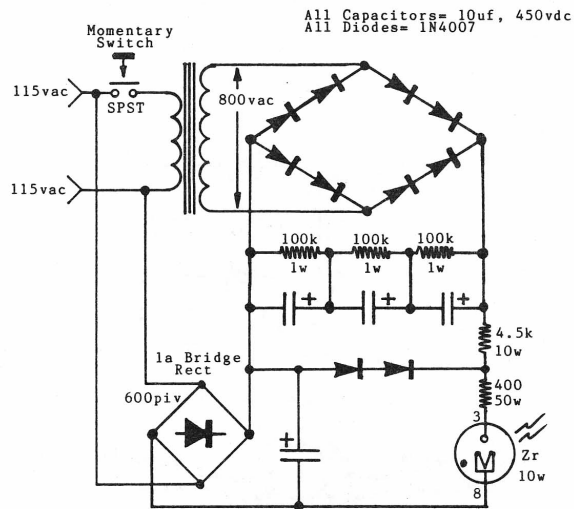 All Capacitors= 10uf, 450vdc
All Diodes= 1N4007
Momentary
Switch
115vac
SPST
800vac
115vac
100k
100k
100k
1w
1w
1w
+
+
+
4.5k
10w
1a Bridge
Rect
600piv
400
50w
+
3
Zr
10w
8